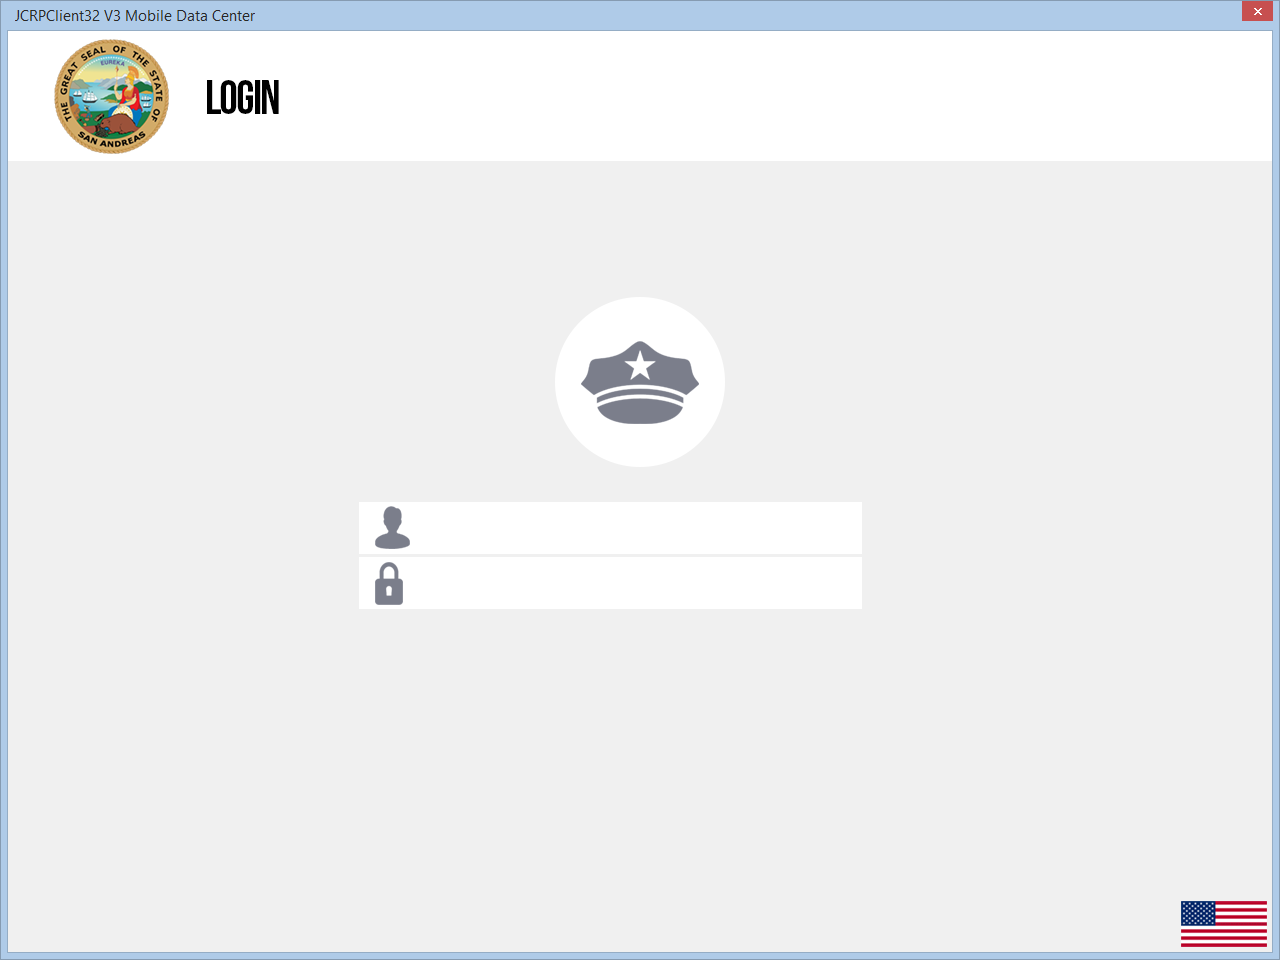 JCRPClient32 V3 Mobile Data Center
THE GREAT SEAL OF THE STATE OF
EUREKA
SAN ANDREAS
LOGIN